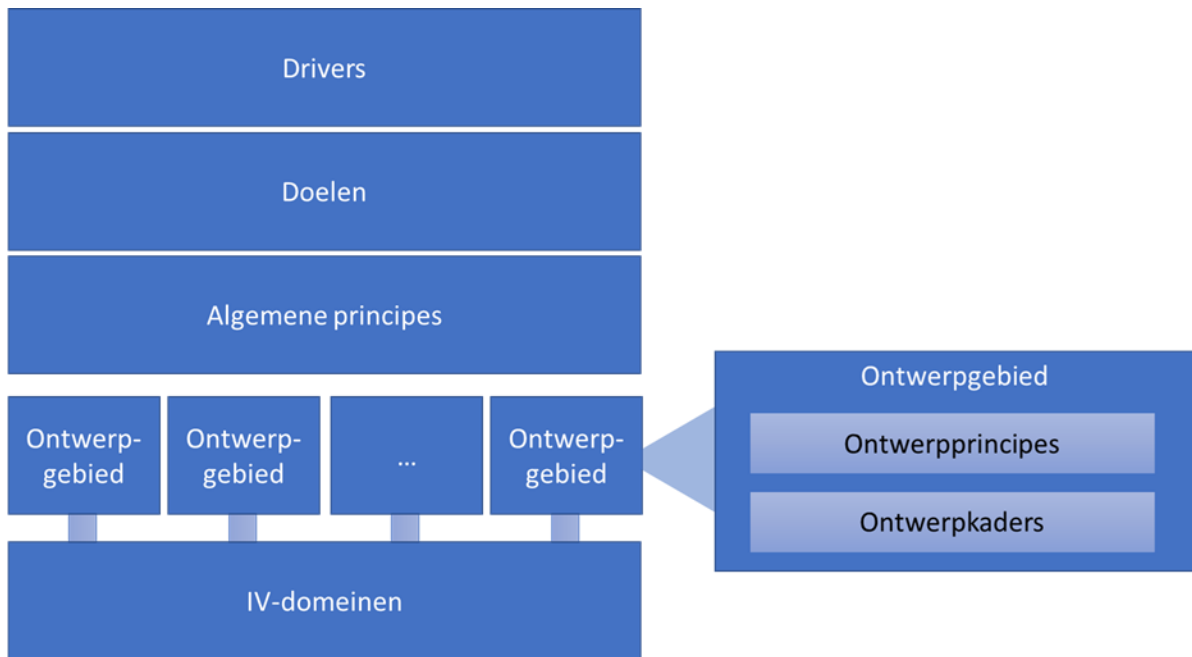 Drivers
Doelen
Algemene principes
Ontwerp-
gebied
Ontwerp-
gebied
...
Ontwerp-
gebied
IV-domeinen
Ontwerpgebied
Ontwerpprincipes
Ontwerpkaders